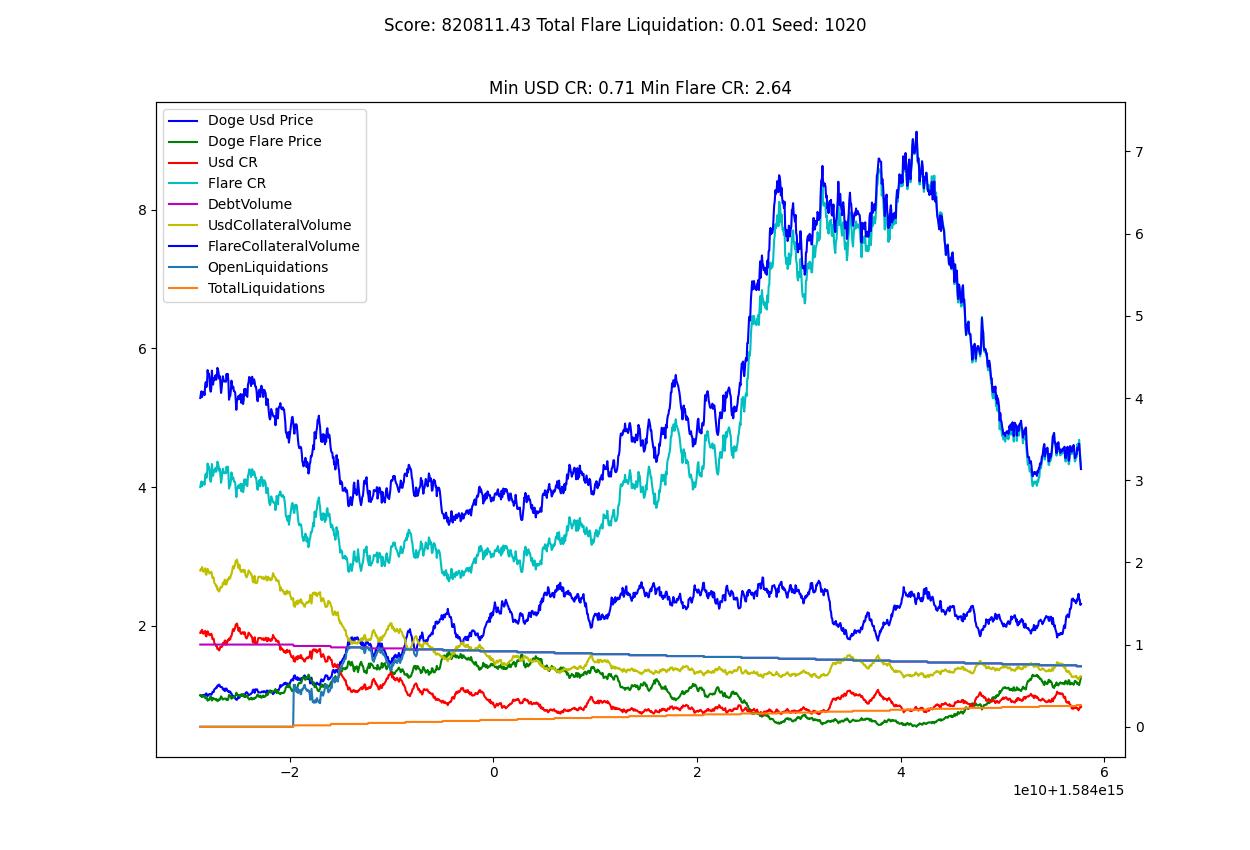 Score: 820811.43 Total Flare Liquidation: 0.01 Seed: 1020
Min USD CR: 0.71 Min Flare CR: 2.64
Doge Usd Price
Doge Flare Price
Usd CR
Flare CR
DebtVolume
UsdCollateralVolume
FlareCollateralVolume
OpenLiquidations
TotalLiquidations
8
6
4
2
7
6
5
4
3
2
1
0
−2
0
2
4
6
1e10+1.584e15